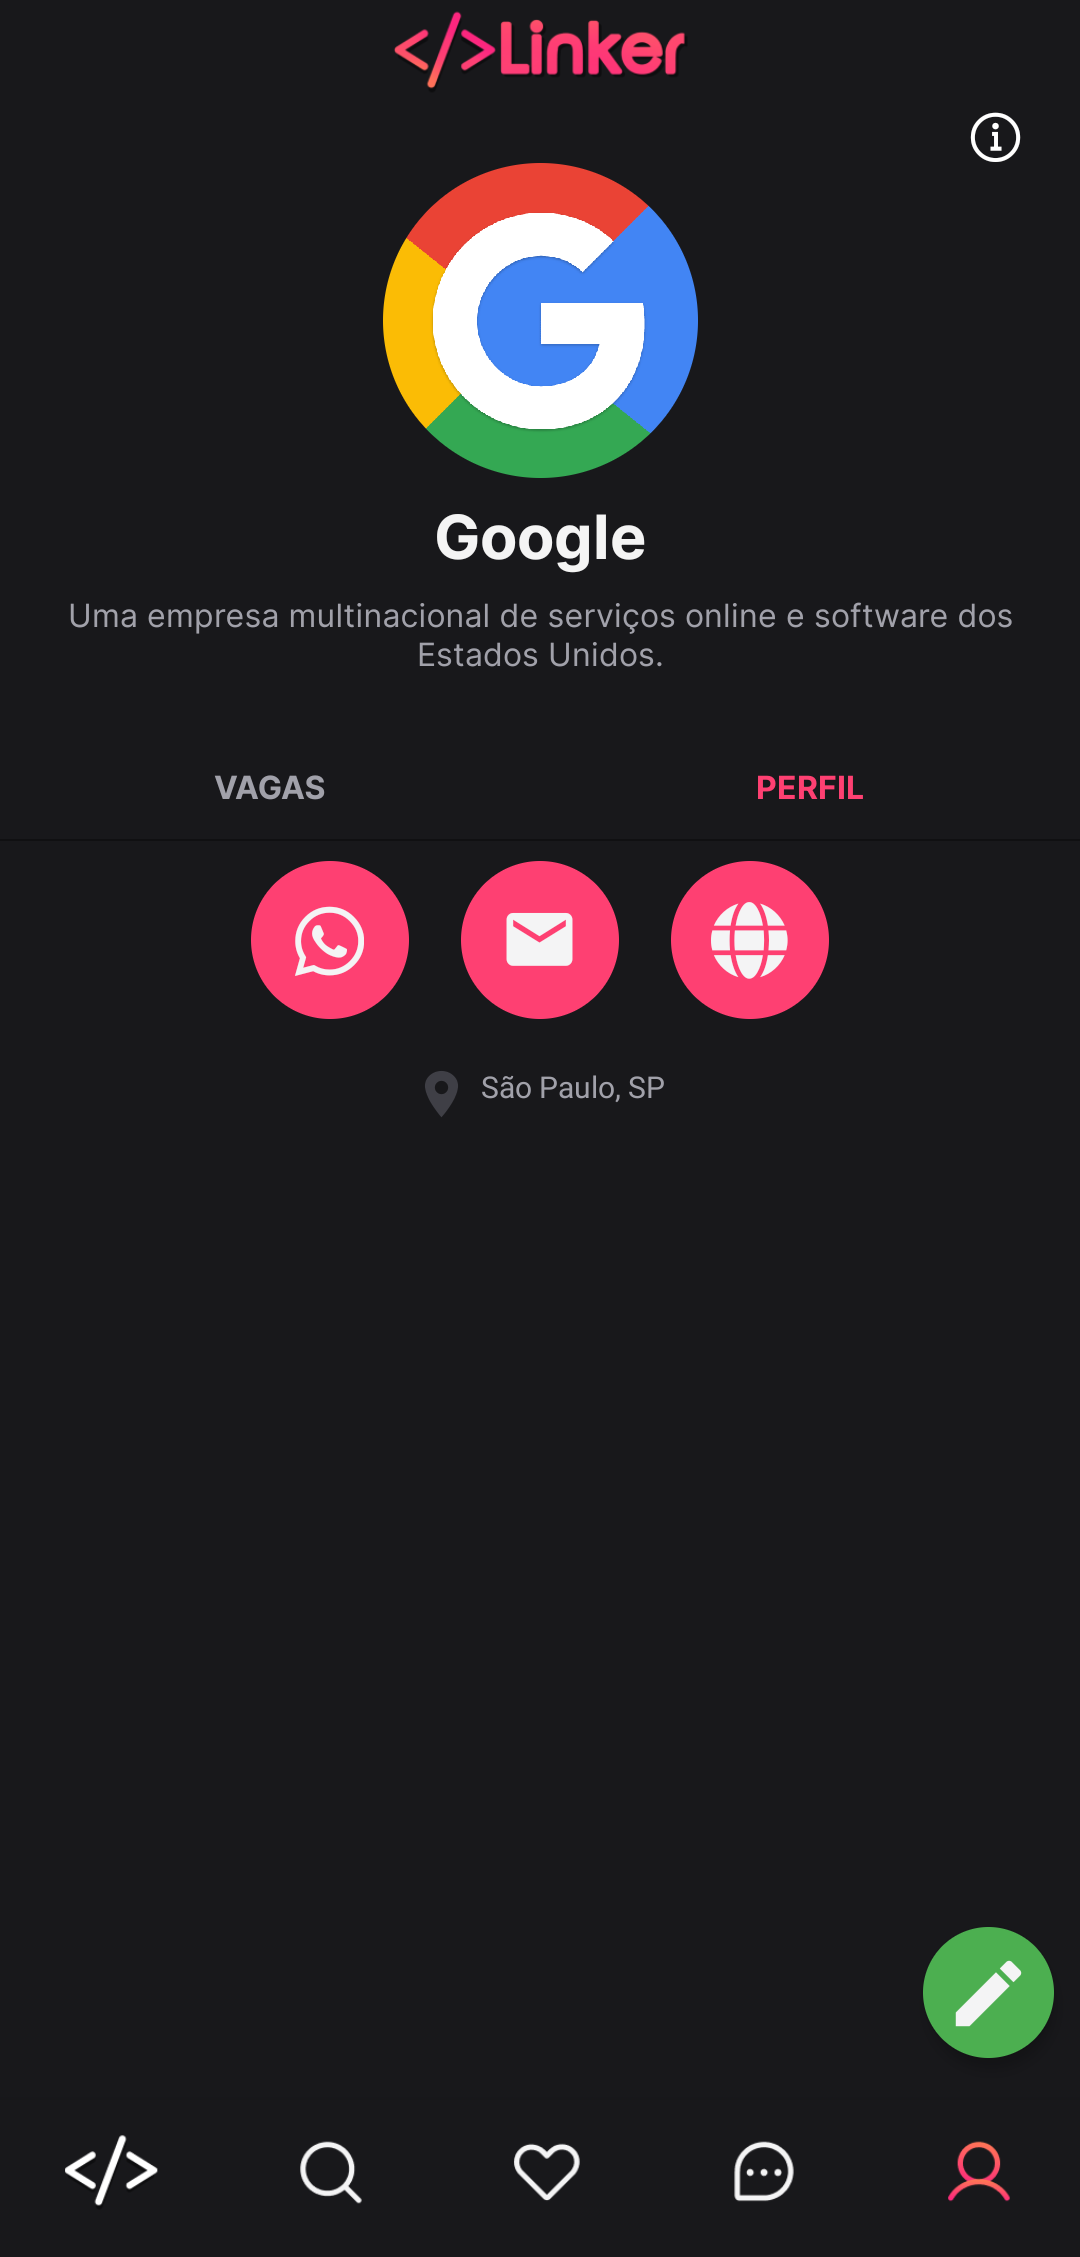 </>Linker
Google
Uma empresa multinacional de serviços online e software dos
Estados Unidos.
VAGAS
PERFIL
São Paulo, SP